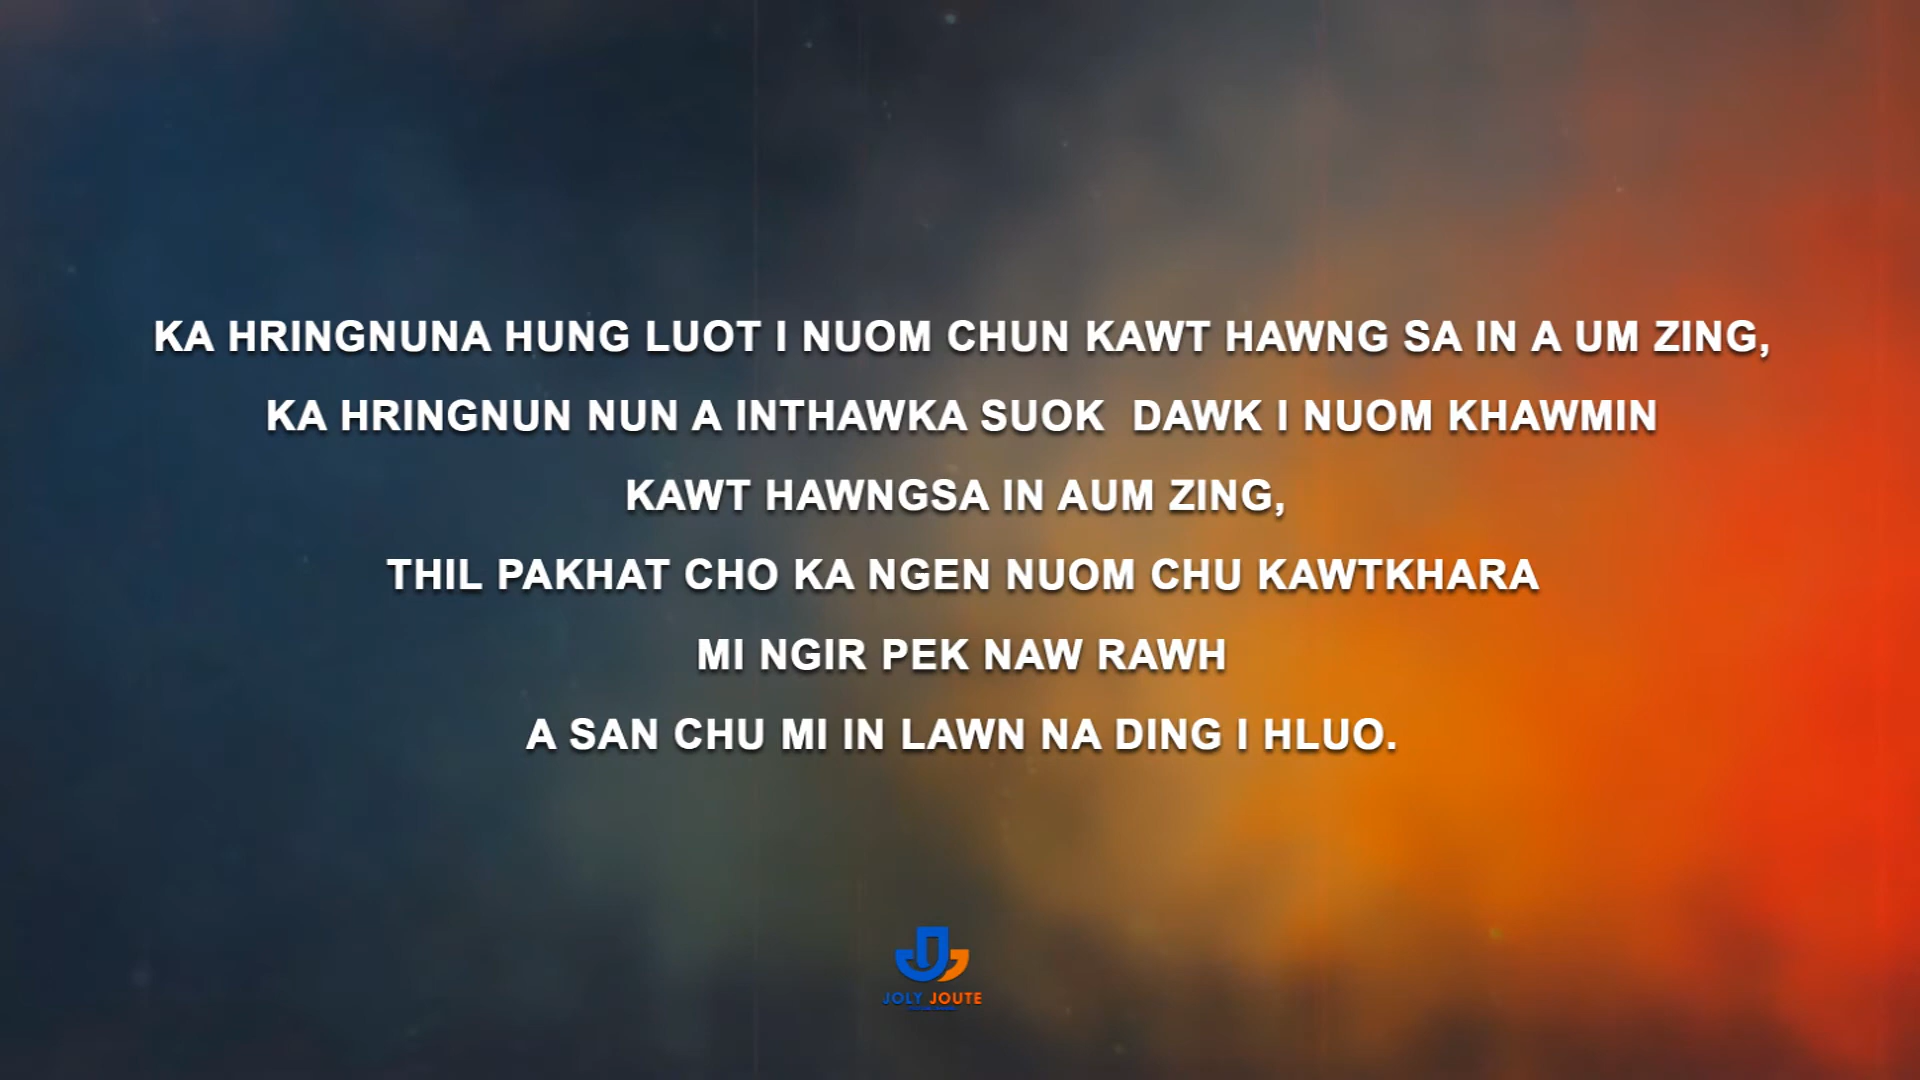 KA HRINGNUNA HUNG LUOT I NUOM CHUN KAWT HAWNG SA IN A UM ZING,
KA HRINGNUN NUN A INTHAWKA SUOK  DAWK I NUOM KHAWMIN
KAWT HAWNGSA IN AUM ZING,
THIL PAKHAT CHO KA NGEN NUOM CHU KAWTKHARA
MI NGIR PEK NAW RAWH
A SAN CHU MI IN LAWN NA DING I HLUO.
JOLY JOUTE